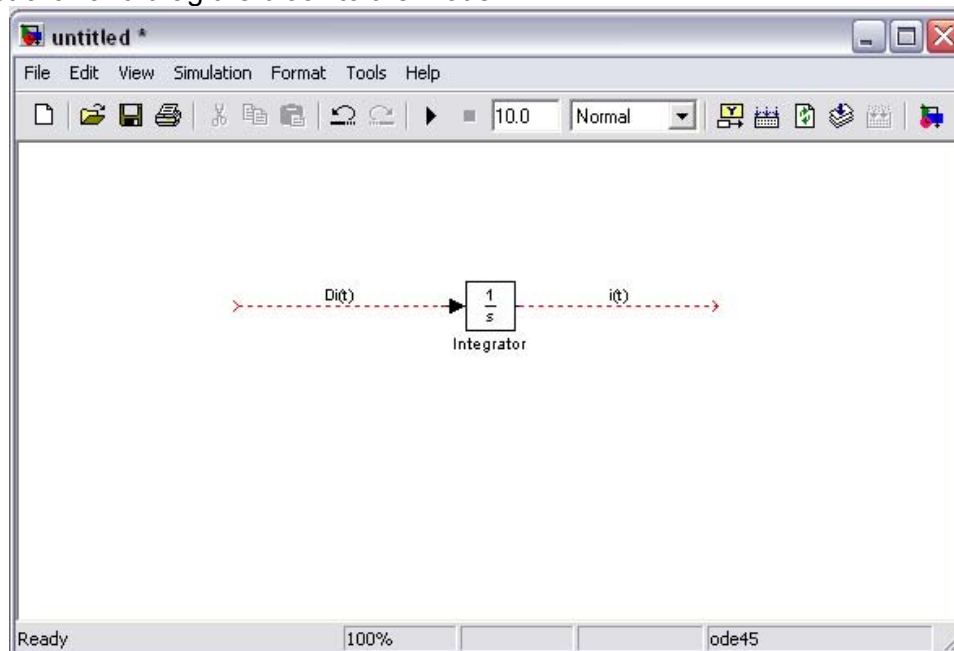 untitled *
File Edit View Simulation Format Tools Help
10.0 Normal
Di(t) 1 i(t)
s
Integrator
Ready 100% ode45